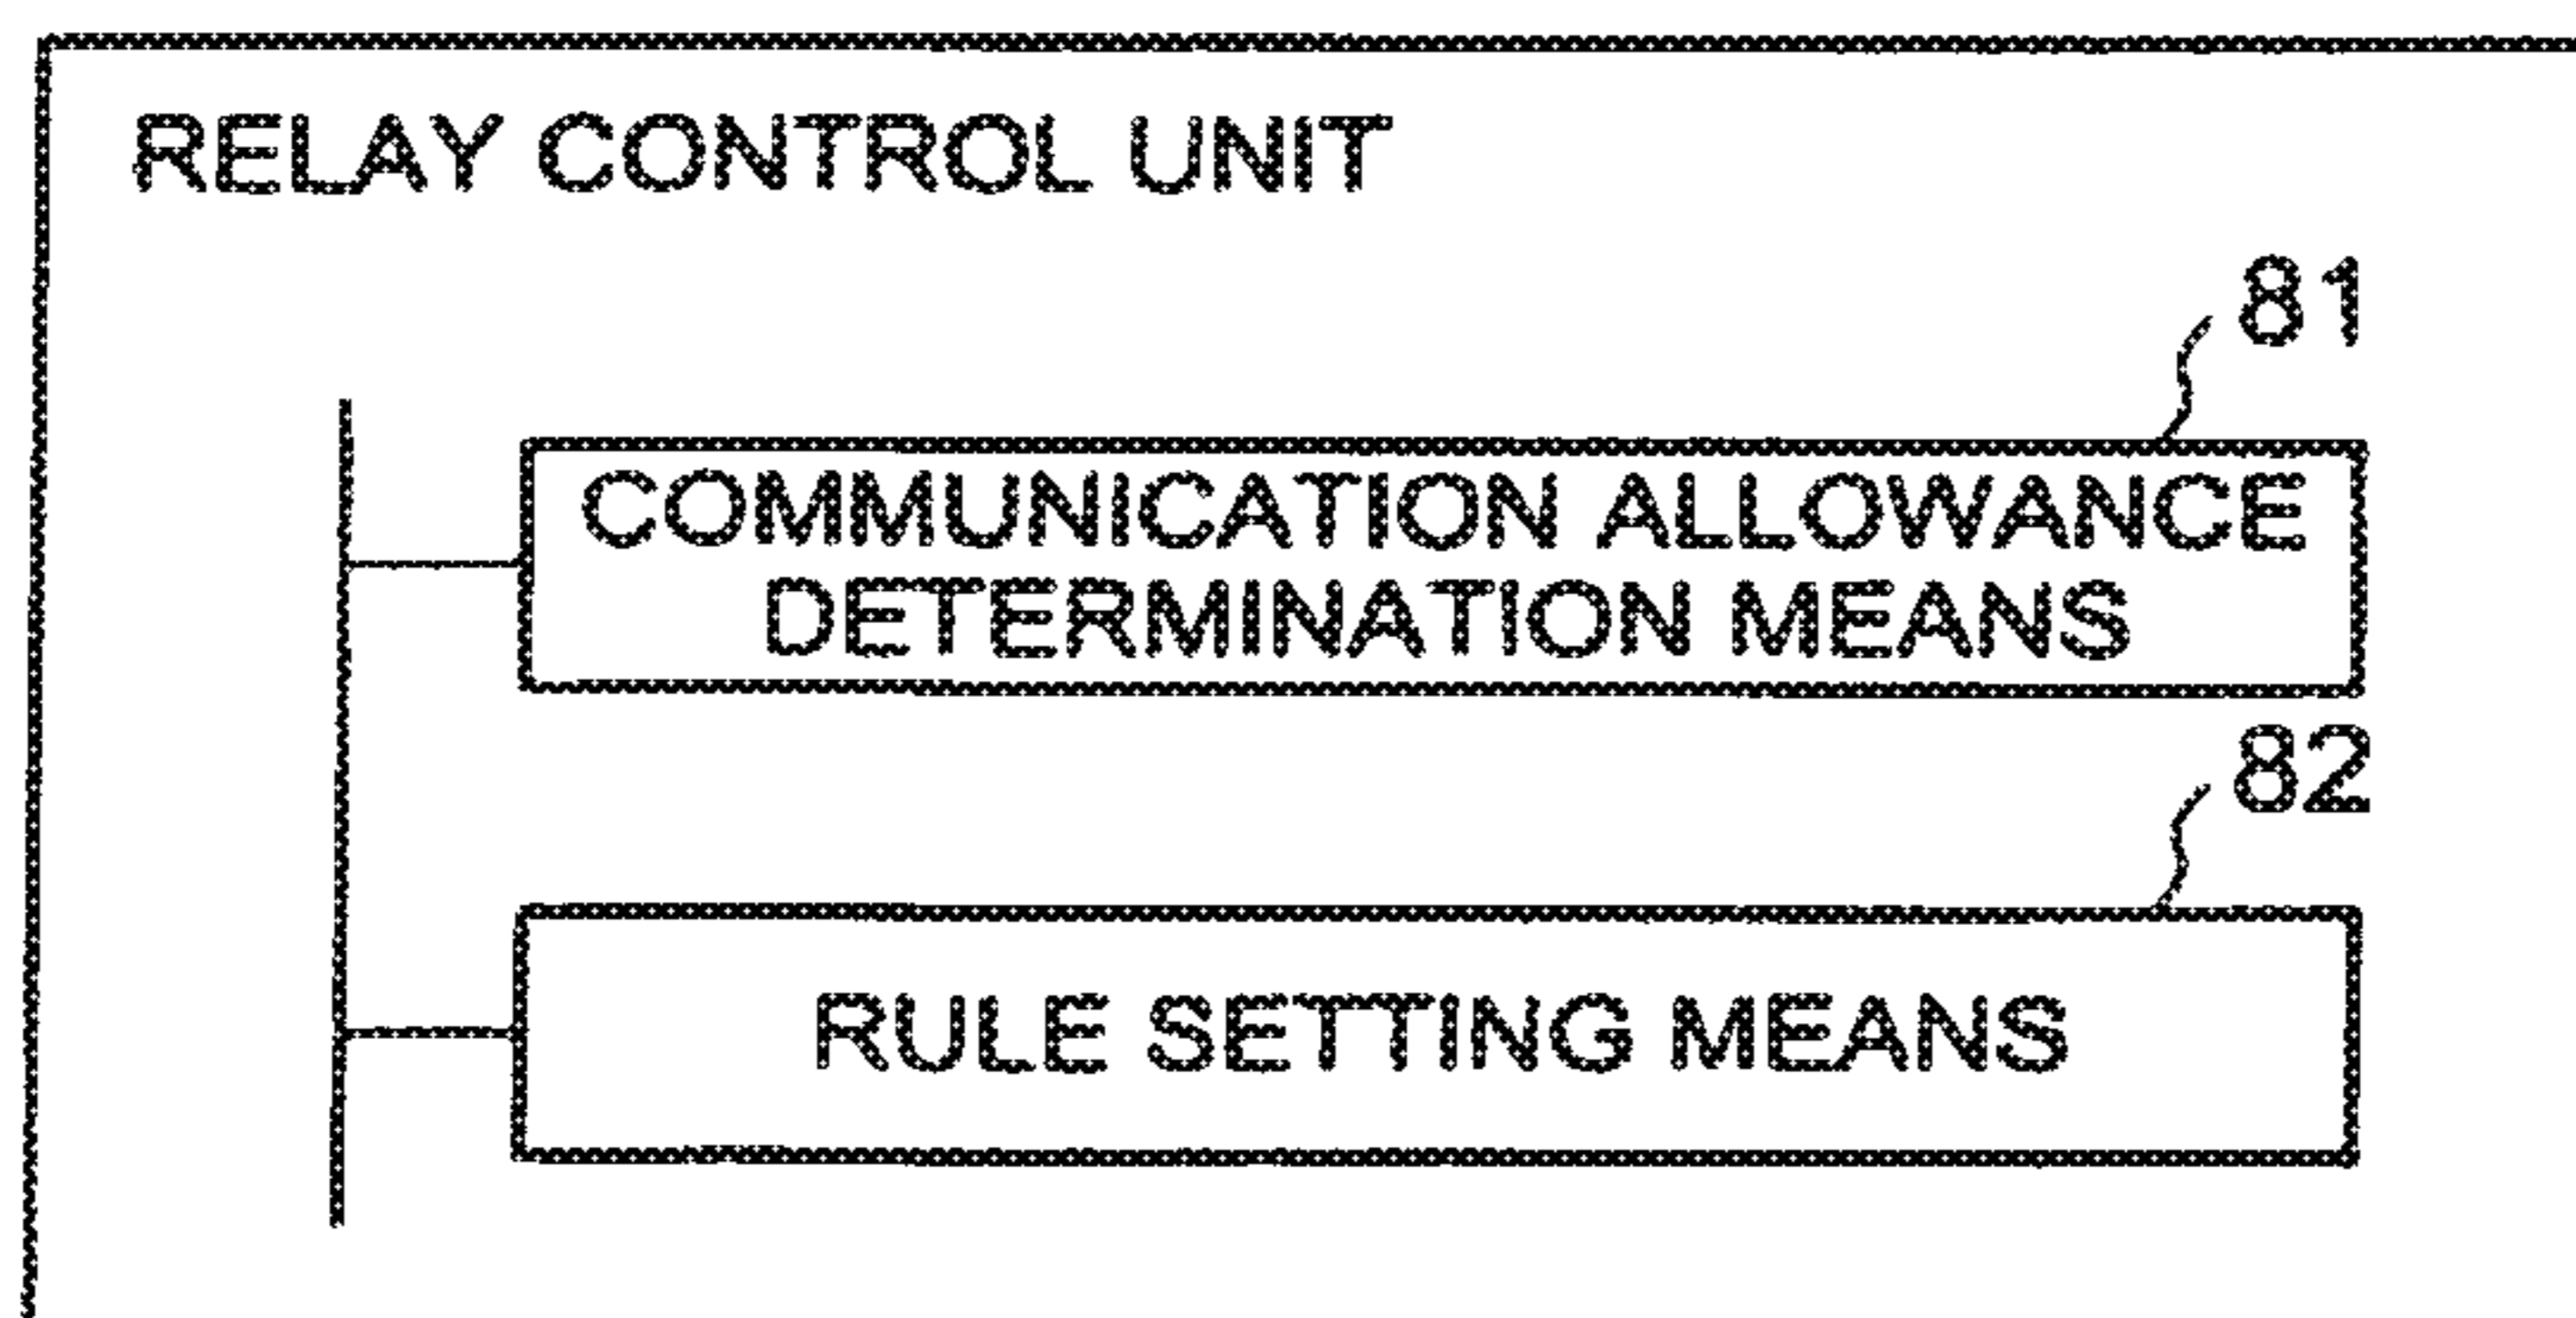 RELAY CONTROL UNIT
81
COMMUNICATION ALLOWANCE
DETERMINATION MEANS
82
RULE SETTING MEANS